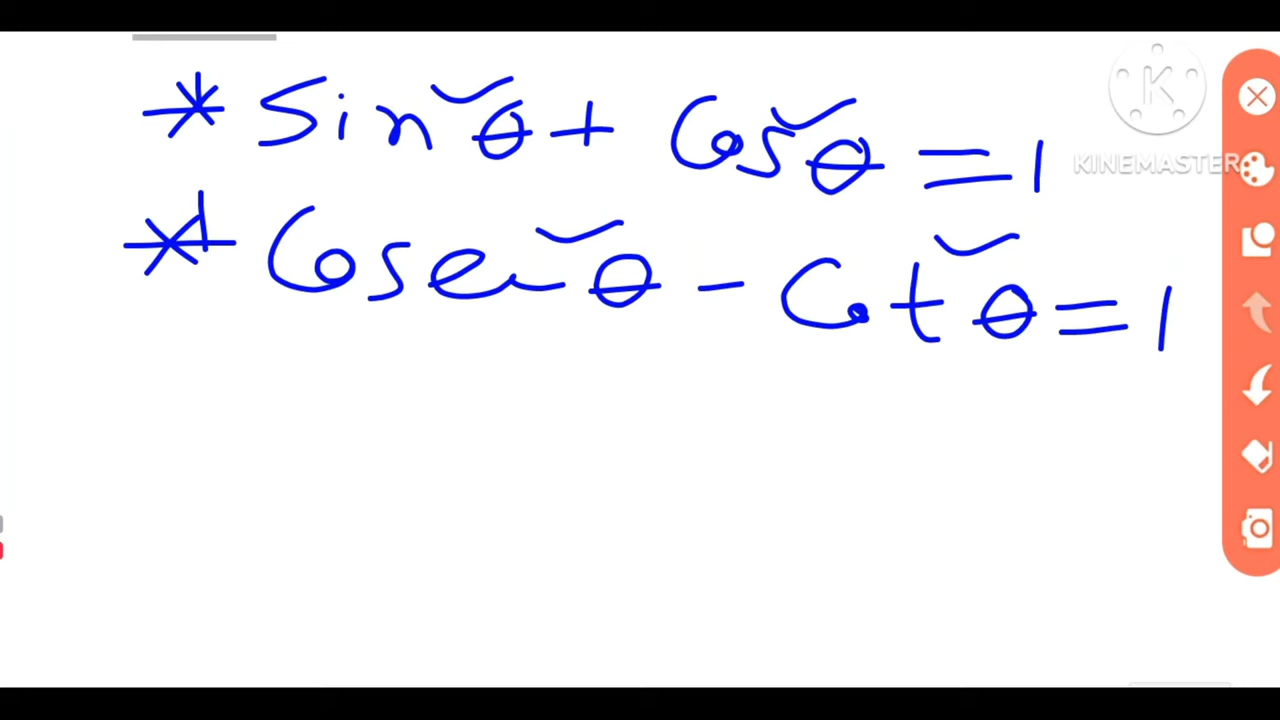 * Sin²θ + Cos²θ = 1
* Cosec²θ - Cot²θ = 1
KINEMASTER